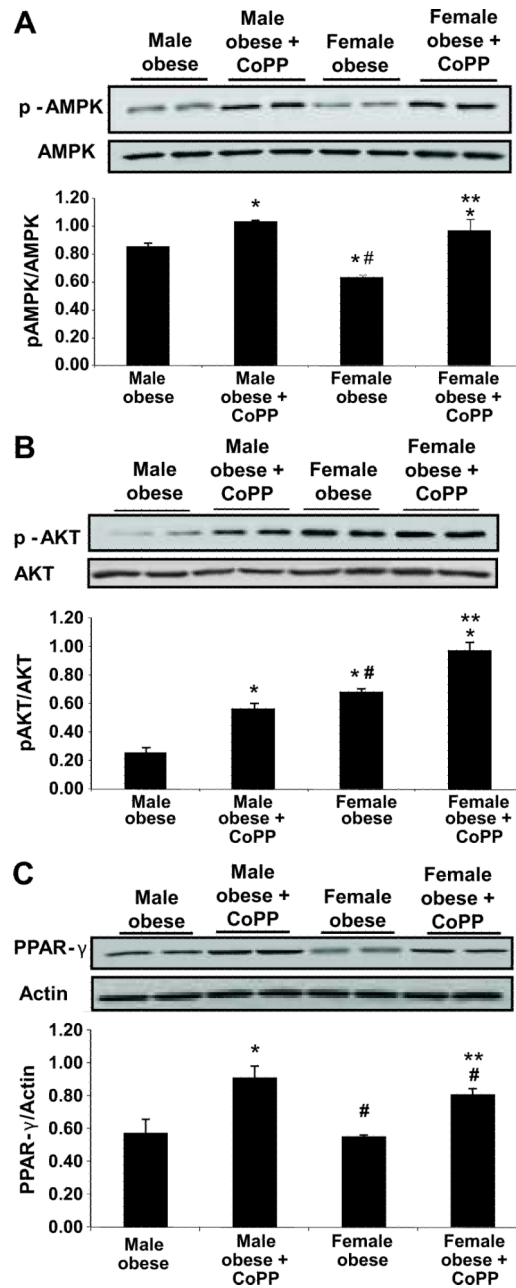 A
Male obese
Male obese + CoPP
Female obese
Female obese + CoPP
p - AMPK
AMPK
pAMPK/AMPK
1.20
1.00
0.80
0.60
0.40
0.20
0.00
*
* #
**
*
Male obese
Male obese + CoPP
Female obese
Female obese + CoPP
B
Male obese
Male obese + CoPP
Female obese
Female obese + CoPP
p - AKT
AKT
pAKT/AKT
1.20
1.00
0.80
0.60
0.40
0.20
0.00
*
* #
**
*
Male obese
Male obese + CoPP
Female obese
Female obese + CoPP
C
Male obese
Male obese + CoPP
Female obese
Female obese + CoPP
PPAR-γ
Actin
PPAR-γ/Actin
1.00
0.80
0.60
0.40
0.20
0.00
*
#
**
#
Male obese
Male obese + CoPP
Female obese
Female obese + CoPP